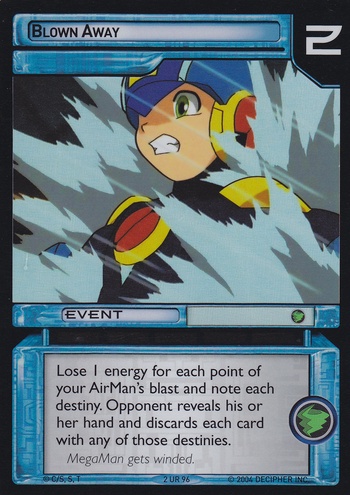 BLOWN AWAY
2
EVENT
Lose 1 energy for each point of
your AirMan's blast and note each
destiny. Opponent reveals his or
her hand and discards each card
with any of those destinies.
MegaMan gets winded.
© C/S, S, T 2 UR 96 © 2004 DECIPHER INC.